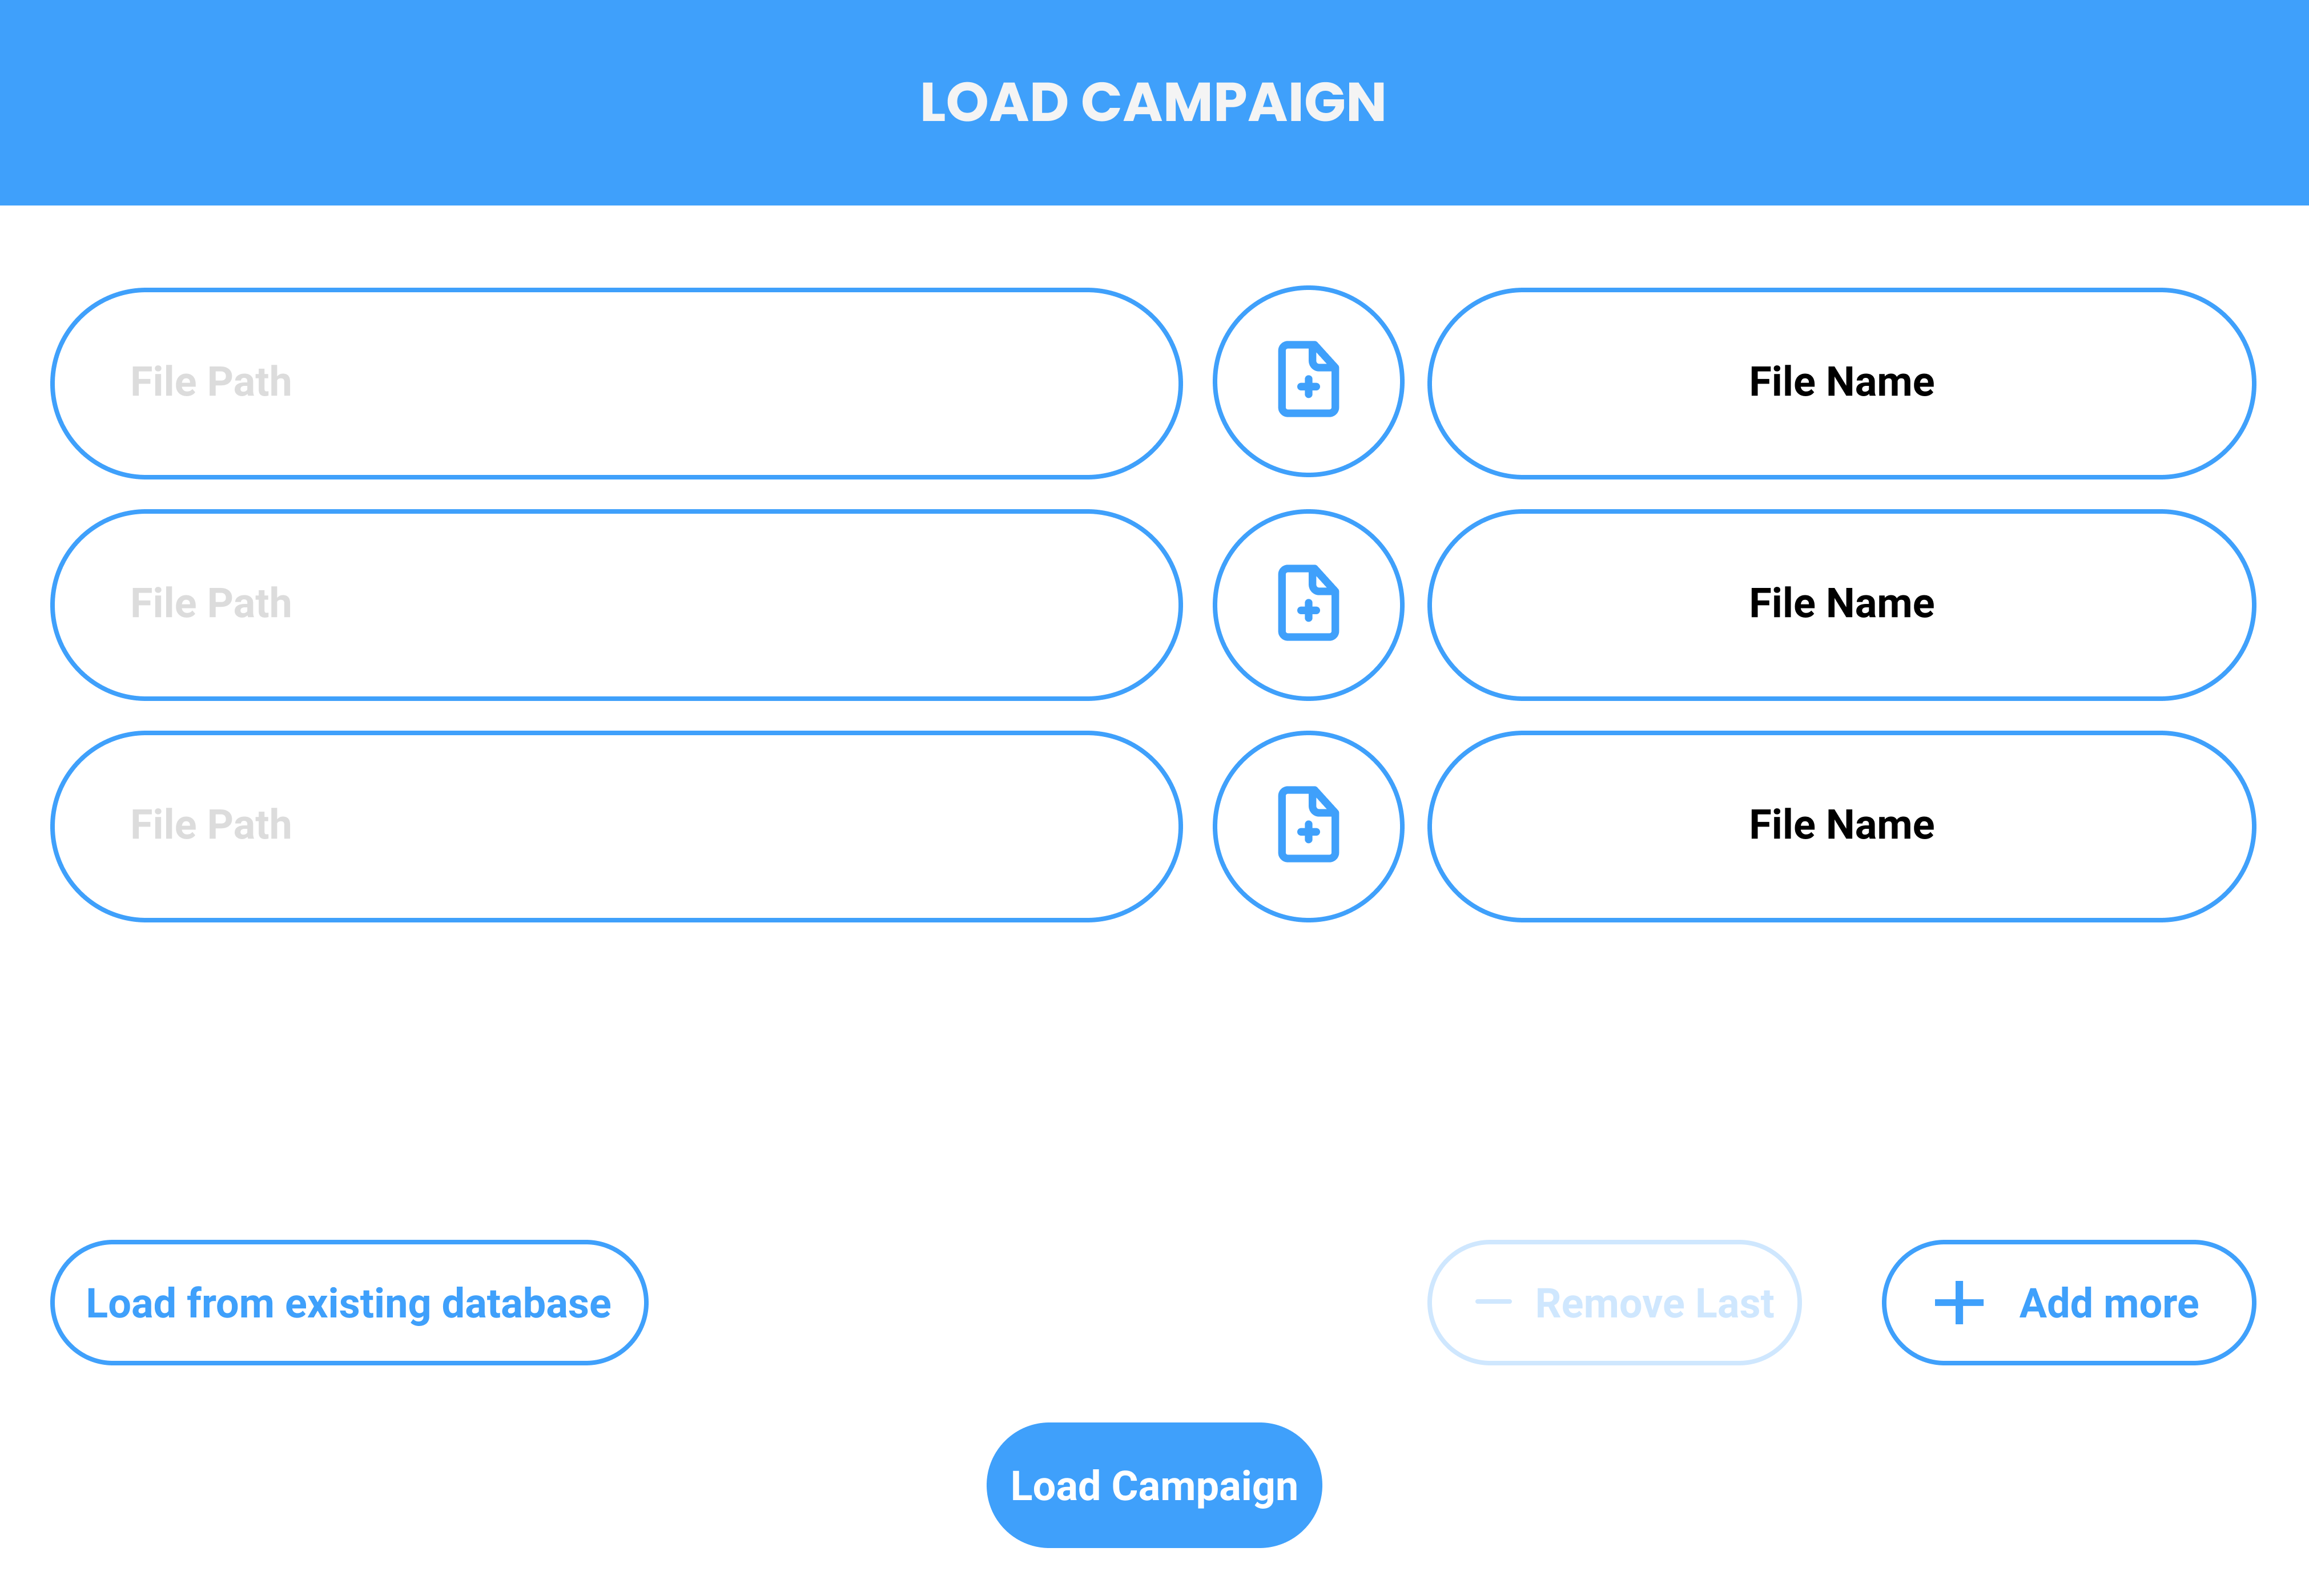 LOAD CAMPAIGN
File Path
File Name
File Path
File Name
File Path
File Name
Load from existing database
Remove Last
Add more
Load Campaign